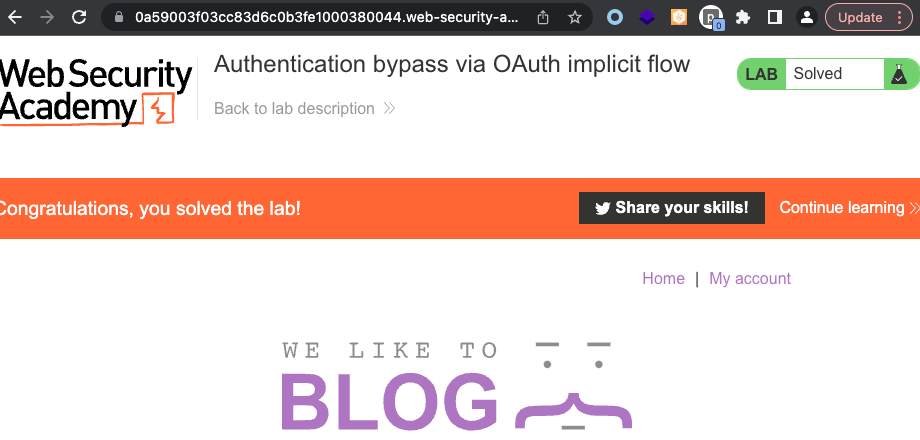 0a59003f03cc83d6c0b3fe1000380044.web-security-a...
p
0
Update
Web Security
Academy
Authentication bypass via OAuth implicit flow
Back to lab description
LAB Solved
Congratulations, you solved the lab!
Share your skills!
Continue learning
Home | My account
WE LIKE TO
BLOG